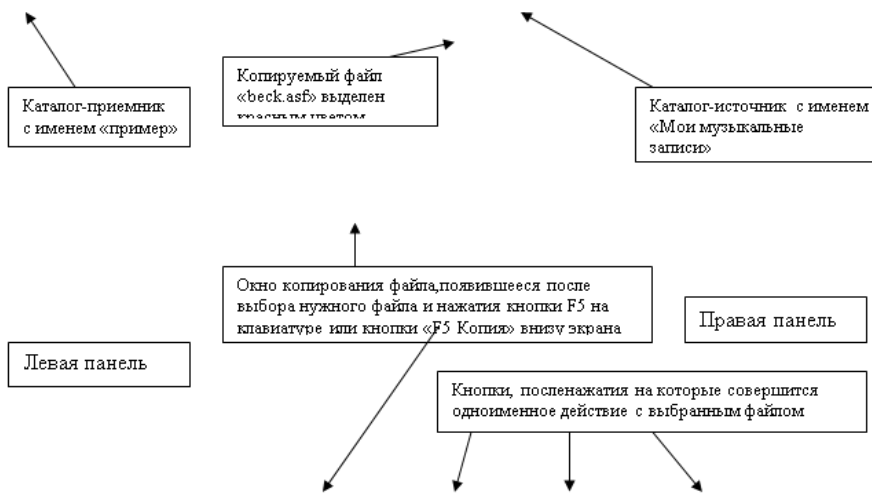 Каталог-приемник
с именем «пример»
Копируемый файл
«beck.asf» выделен
красным цветом
Каталог-источник с именем
«Мои музыкальные
записи»
Окно копирования файла,появившееся после
выбора нужного файла и нажатия кнопки F5 на
клавиатуре или кнопки «F5 Копия» внизу экрана
Правая панель
Левая панель
Кнопки, посленажатия на которые совершится
одноименное действие с выбранным файлом